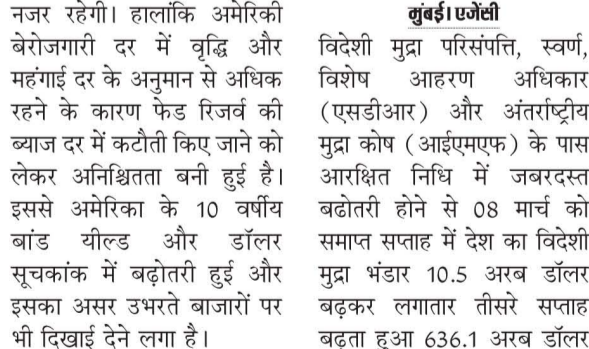 नजर रहेगी। हालांकि अमेरिकी
बेरोजगारी दर में वृद्धि और
महंगाई दर के अनुमान से अधिक
रहने के कारण फेड रिजर्व की
ब्याज दर में कटौती किए जाने को
लेकर अनिश्चितता बनी हुई है।
इससे अमेरिका के 10 वर्षीय
बांड यील्ड और डॉलर
सूचकांक में बढ़ोतरी हुई और
इसका असर उभरते बाजारों पर
भी दिखाई देने लगा है।
मुंबई। एजेंसी
विदेशी मुद्रा परिसंपत्ति, स्वर्ण,
विशेष आहरण अधिकार
(एसडीआर) और अंतर्राष्ट्रीय
मुद्रा कोष (आईएमएफ) के पास
आरक्षित निधि में जबरदस्त
बढोतरी होने से 08 मार्च को
समाप्त सप्ताह में देश का विदेशी
मुद्रा भंडार 10.5 अरब डॉलर
बढ़कर लगातार तीसरे सप्ताह
बढ़ता हुआ 636.1 अरब डॉलर